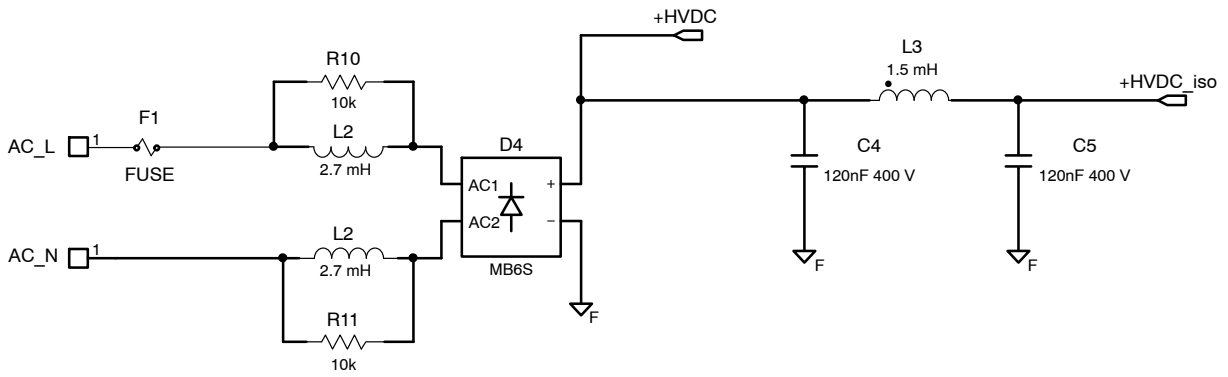 +HVDC
R10
10k
L3
1.5 mH
+HVDC_iso
F1
AC_L
1
FUSE
L2
2.7 mH
D4
AC1
+
AC2
−
MB6S
C4
120nF 400 V
C5
120nF 400 V
AC_N
1
L2
2.7 mH
R11
10k
F
F
F